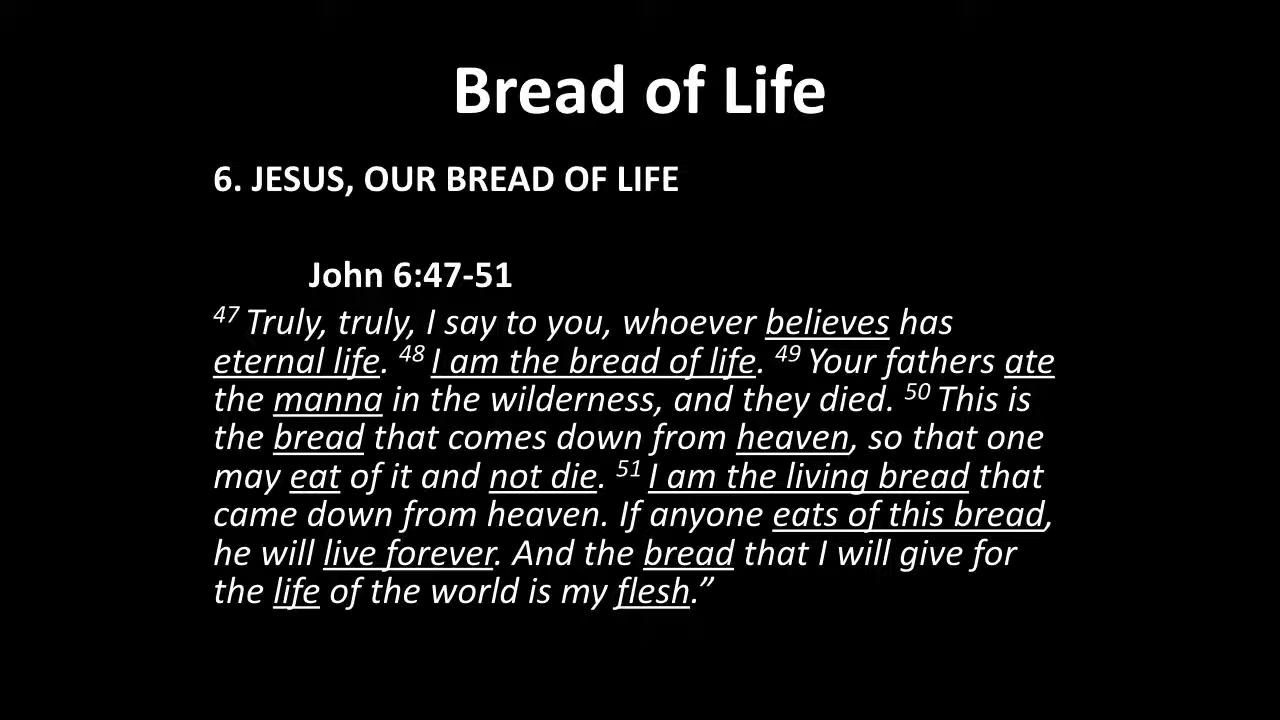 Bread of Life
6. JESUS, OUR BREAD OF LIFE
John 6:47-51
47 Truly, truly, I say to you, whoever believes has
eternal life. 48 I am the bread of life. 49 Your fathers ate
the manna in the wilderness, and they died. 50 This is
the bread that comes down from heaven, so that one
may eat of it and not die. 51 I am the living bread that
came down from heaven. If anyone eats of this bread,
he will live forever. And the bread that I will give for
the life of the world is my flesh.”